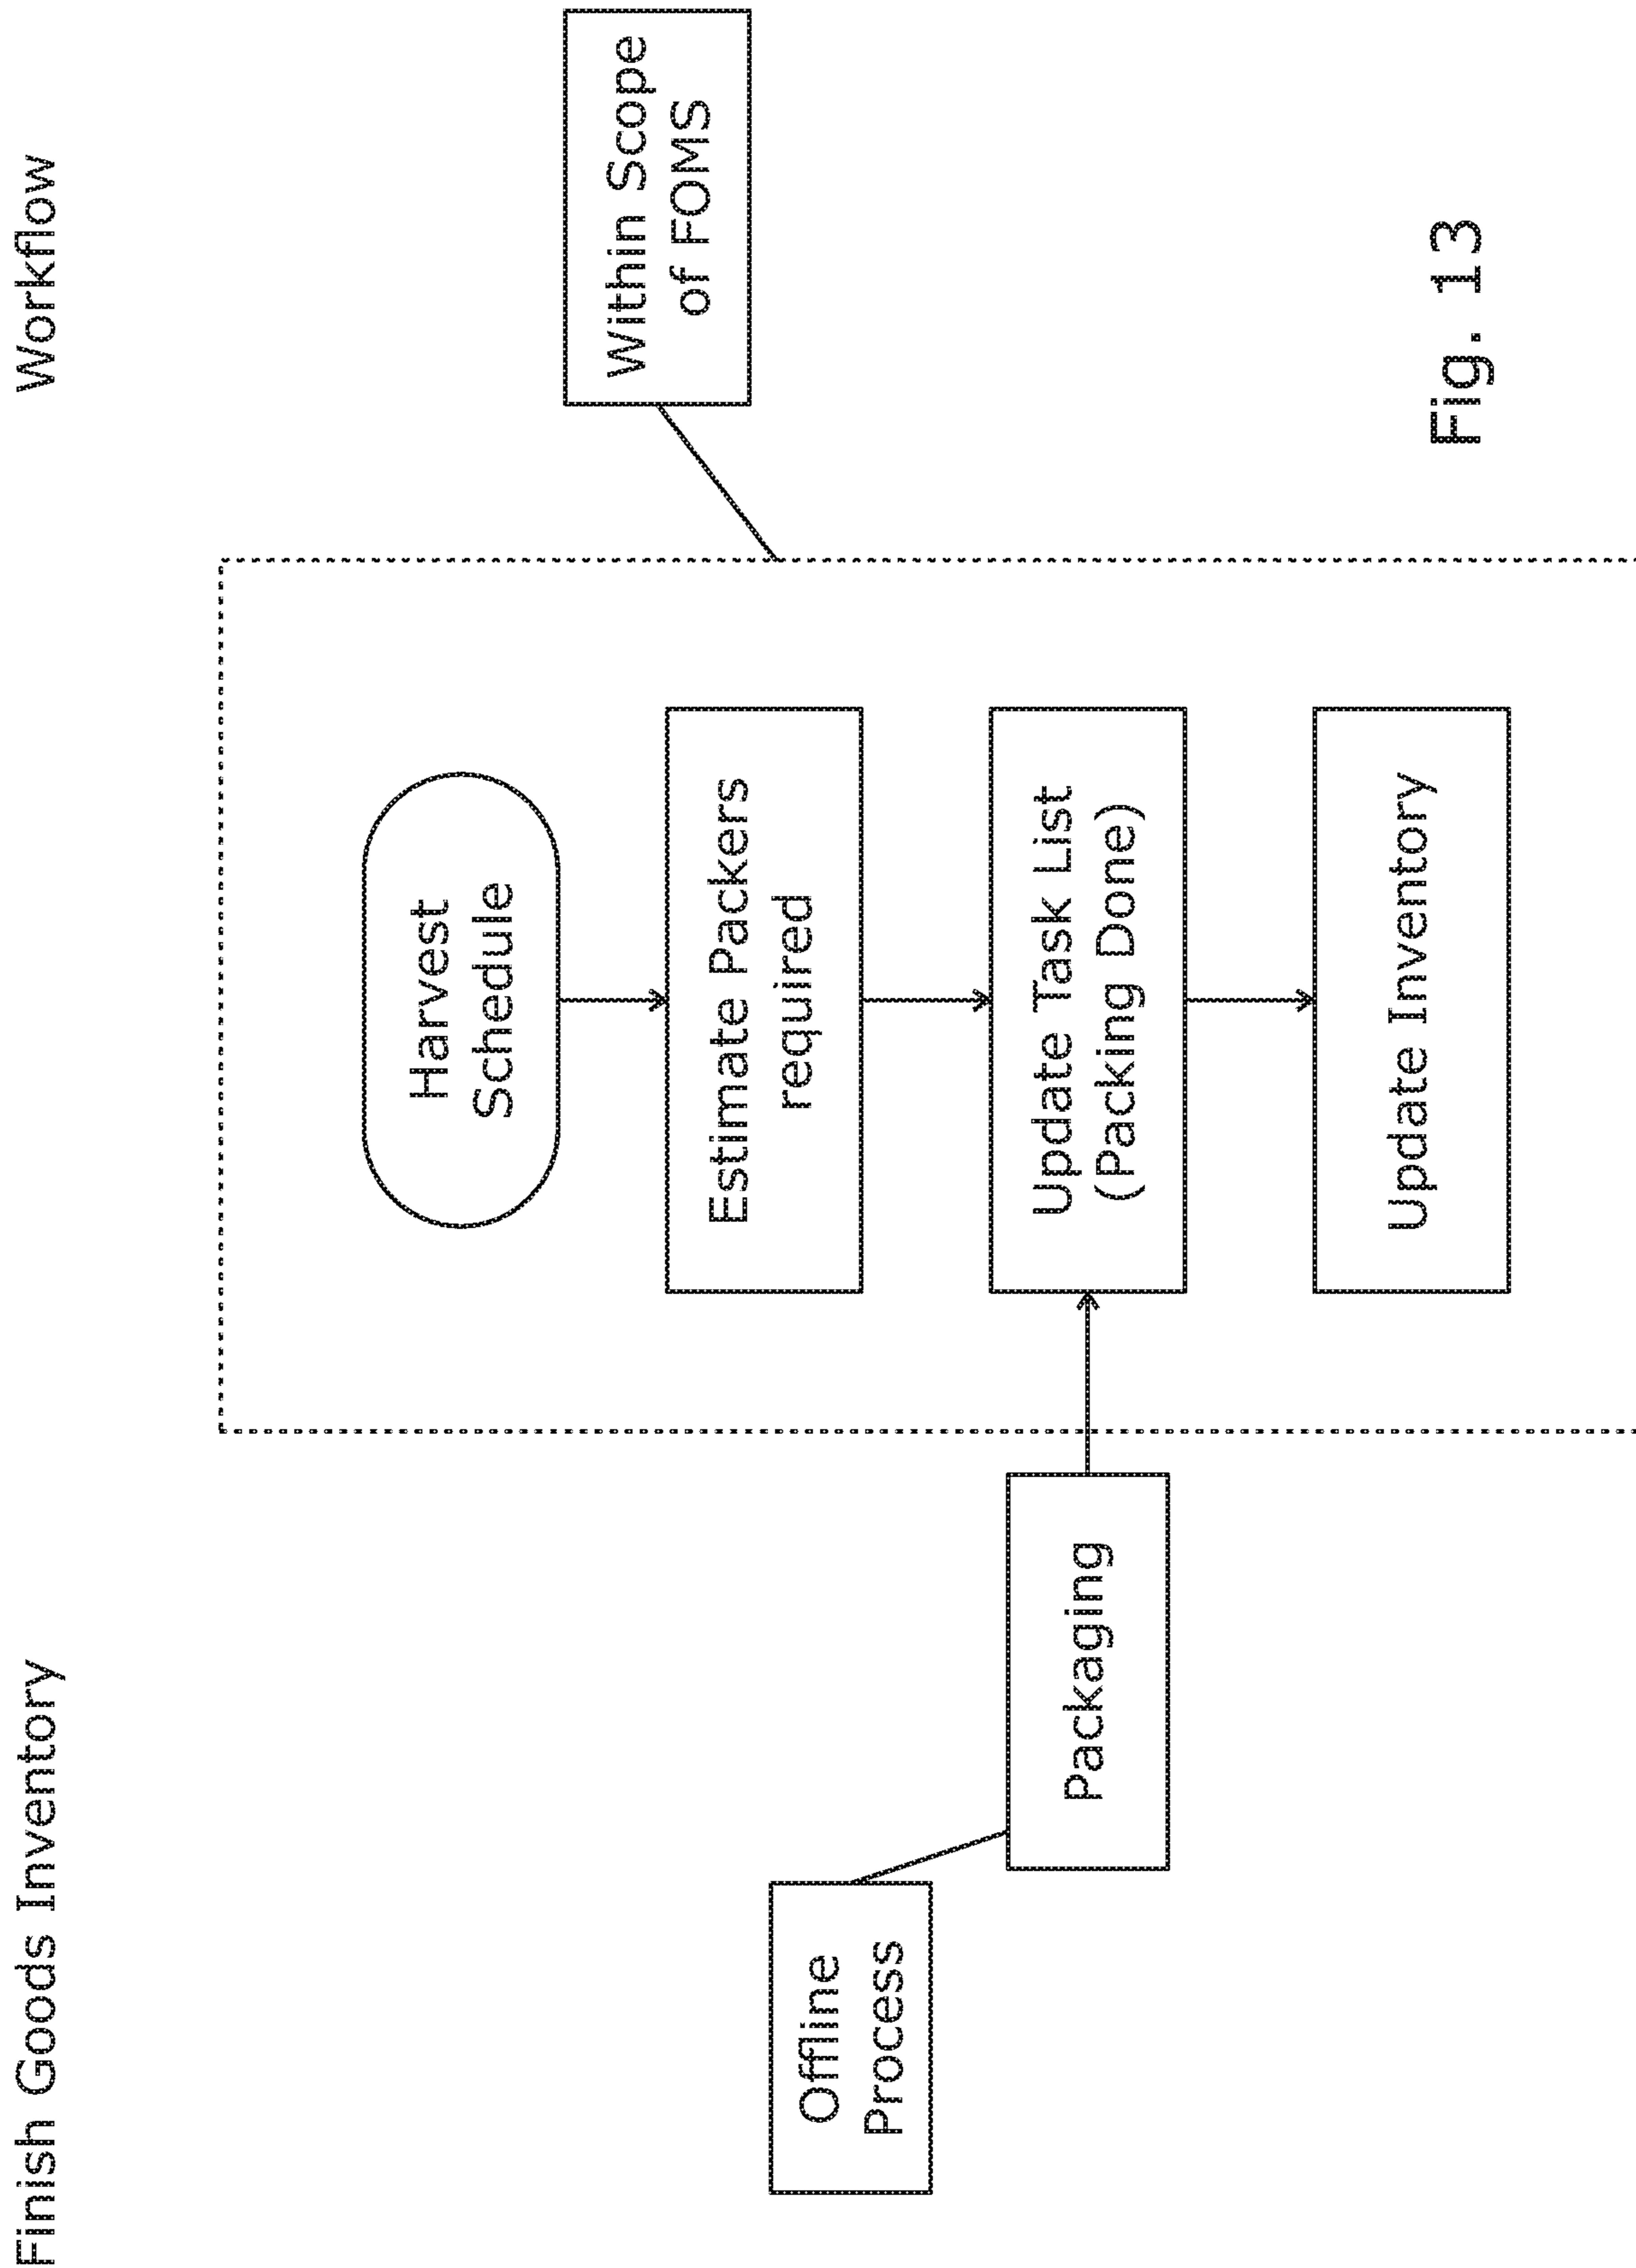 Finish Goods Inventory
Workflow
Harvest
Schedule
Within Scope
of FOMS
Estimate Packers
required
Offline
Process
Packaging
Update Task List
(Packing Done)
Update Inventory
Fig. 13